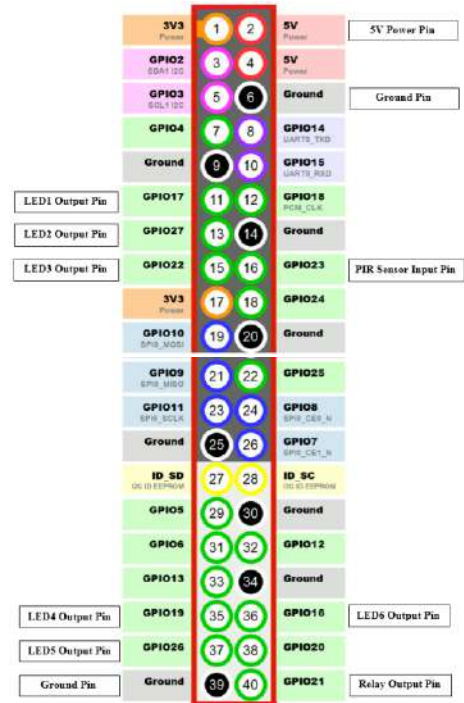 3V3 1 2 5V 5V Power Pin
Power Power
GPIO2 3 4 5V
SDA1 I2C Power
GPIO3 5 6 Ground Ground Pin
SCL1 I2C
GPIO4 7 8 GPIO14
UART0_TXD
Ground 9 10 GPIO15
UART0_RXD
LED1 Output Pin GPIO17 11 12 GPIO18
PCM_CLK
LED2 Output Pin GPIO27 13 14 Ground
LED3 Output Pin GPIO22 15 16 GPIO23 PIR Sensor Input Pin
3V3 17 18 GPIO24
Power
GPIO10 19 20 Ground
SPI0_MOSI
GPIO9 21 22 GPIO25
SPI0_MISO
GPIO11 23 24 GPIO8
SPI0_SCLK SPI0_CE0_N
Ground 25 26 GPIO7
SPI0_CE1_N
ID_SD 27 28 ID_SC
I2C ID EEPROM I2C ID EEPROM
GPIO5 29 30 Ground
GPIO6 31 32 GPIO12
GPIO13 33 34 Ground
LED4 Output Pin GPIO19 35 36 GPIO16 LED6 Output Pin
LED5 Output Pin GPIO26 37 38 GPIO20
Ground Pin Ground 39 40 GPIO21 Relay Output Pin